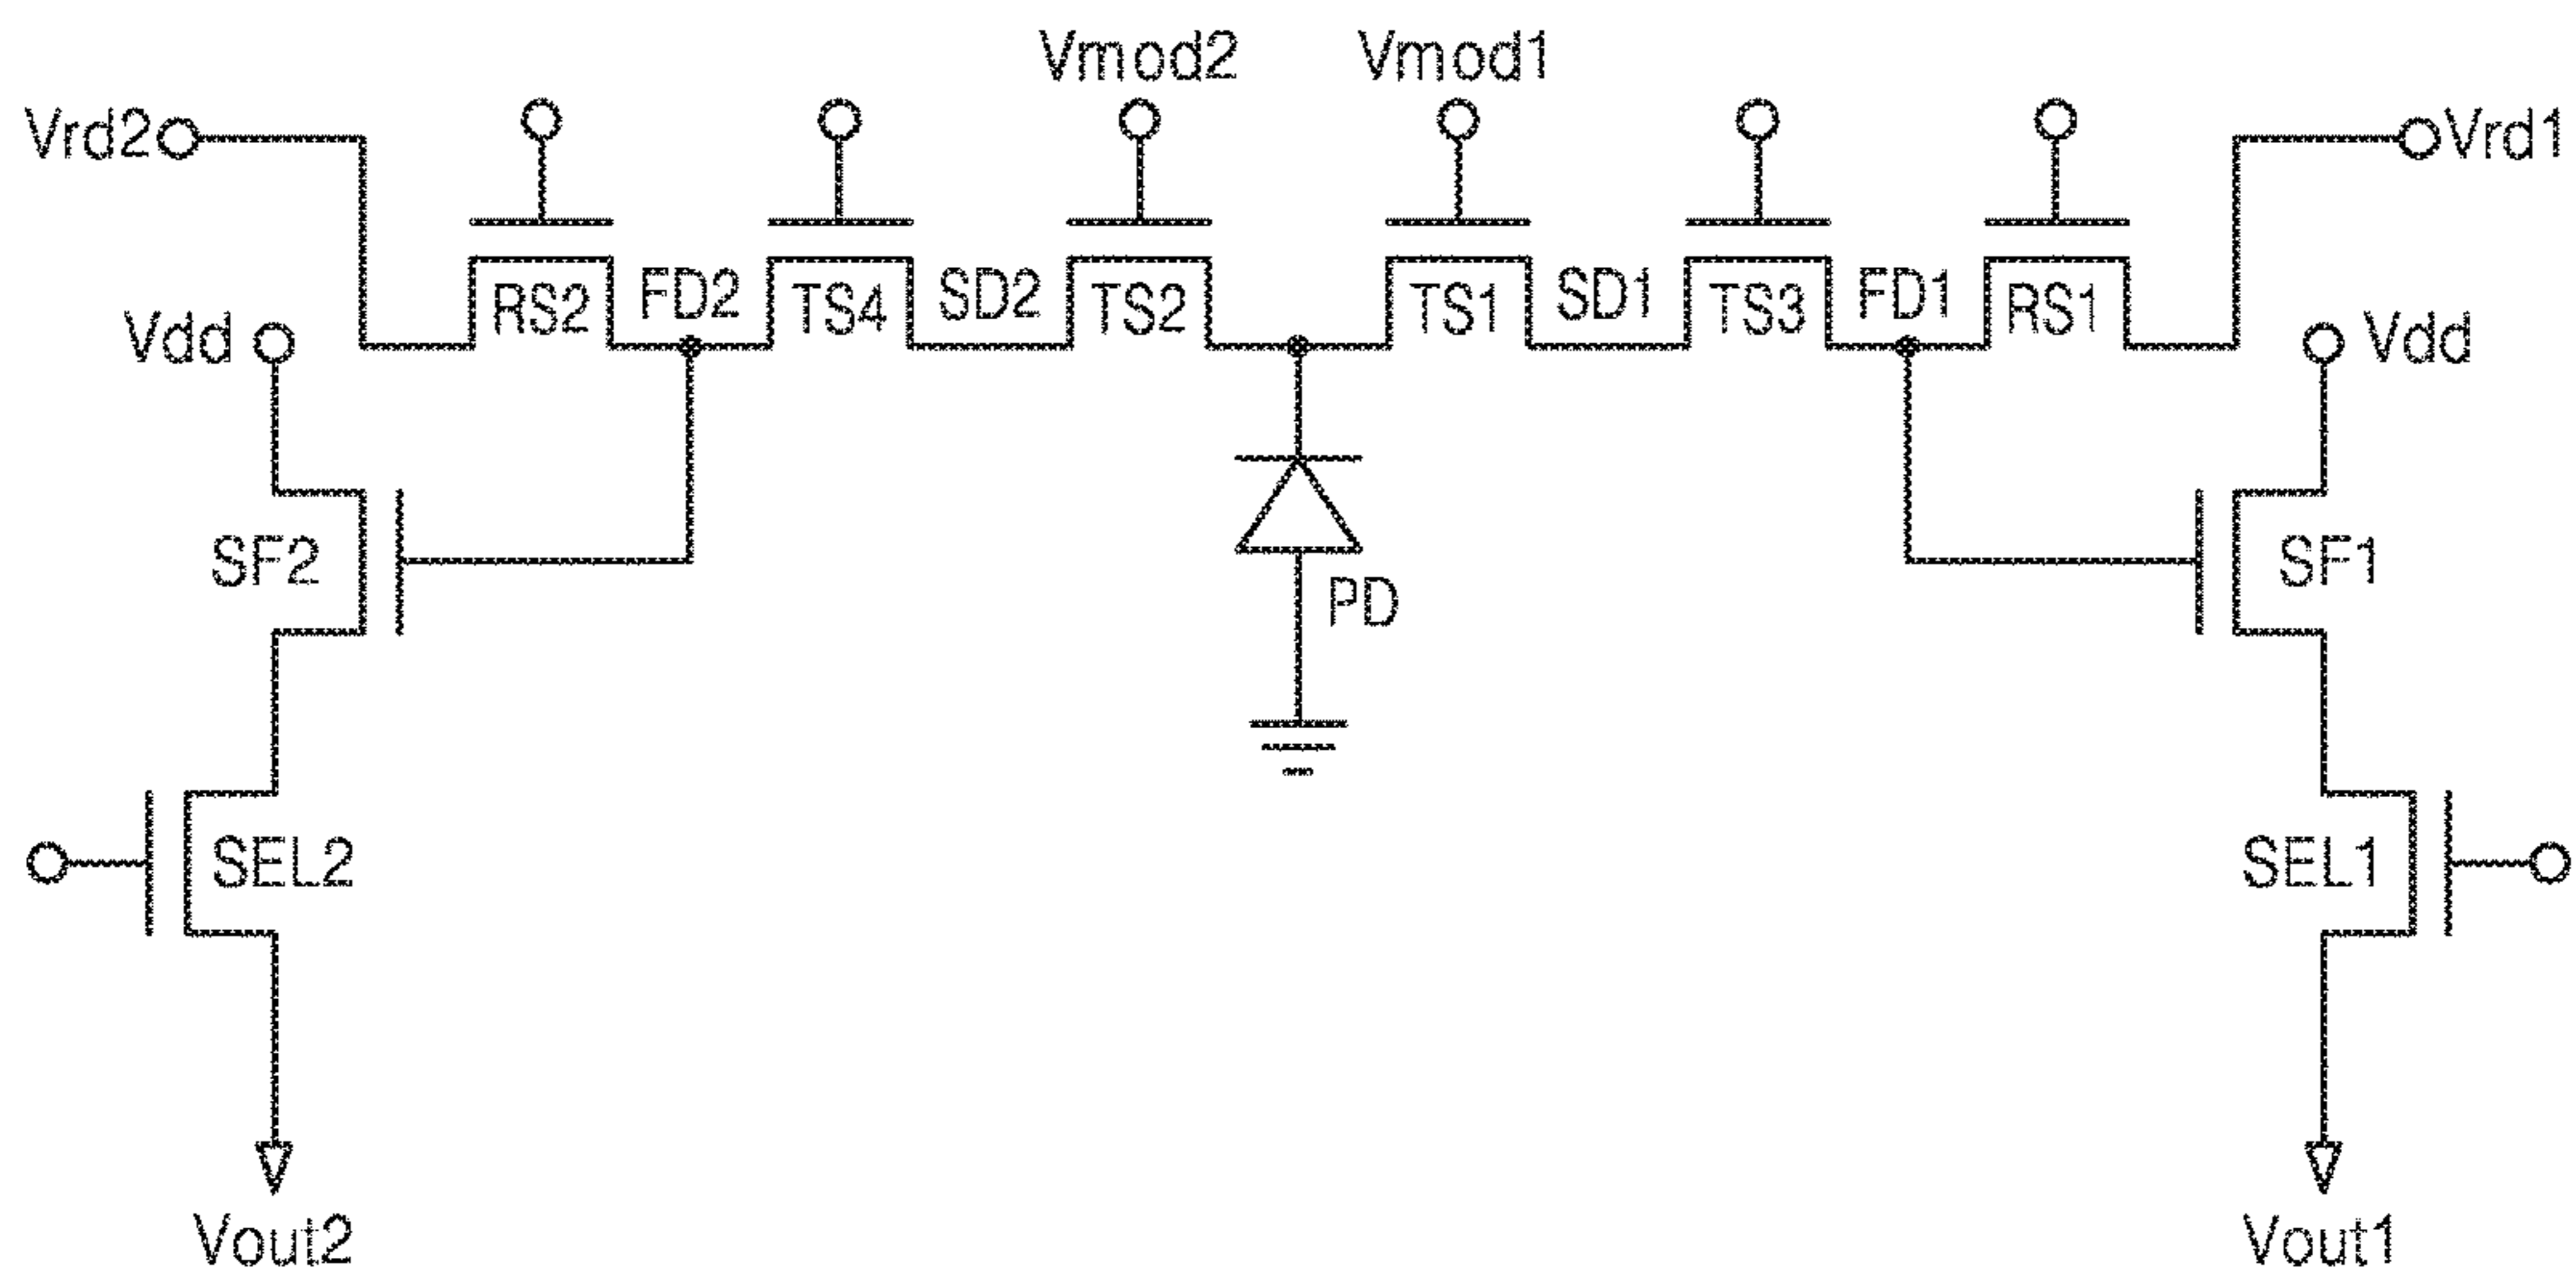 Vmod2 Vmod1
Vrd2 Vrd1
RS2 FD2 TS4 SD2 TS2 TS1 SD1 TS3 FD1 RS1
Vdd Vdd
SF2 SF1
PD
SEL2 SEL1
Vout2 Vout1